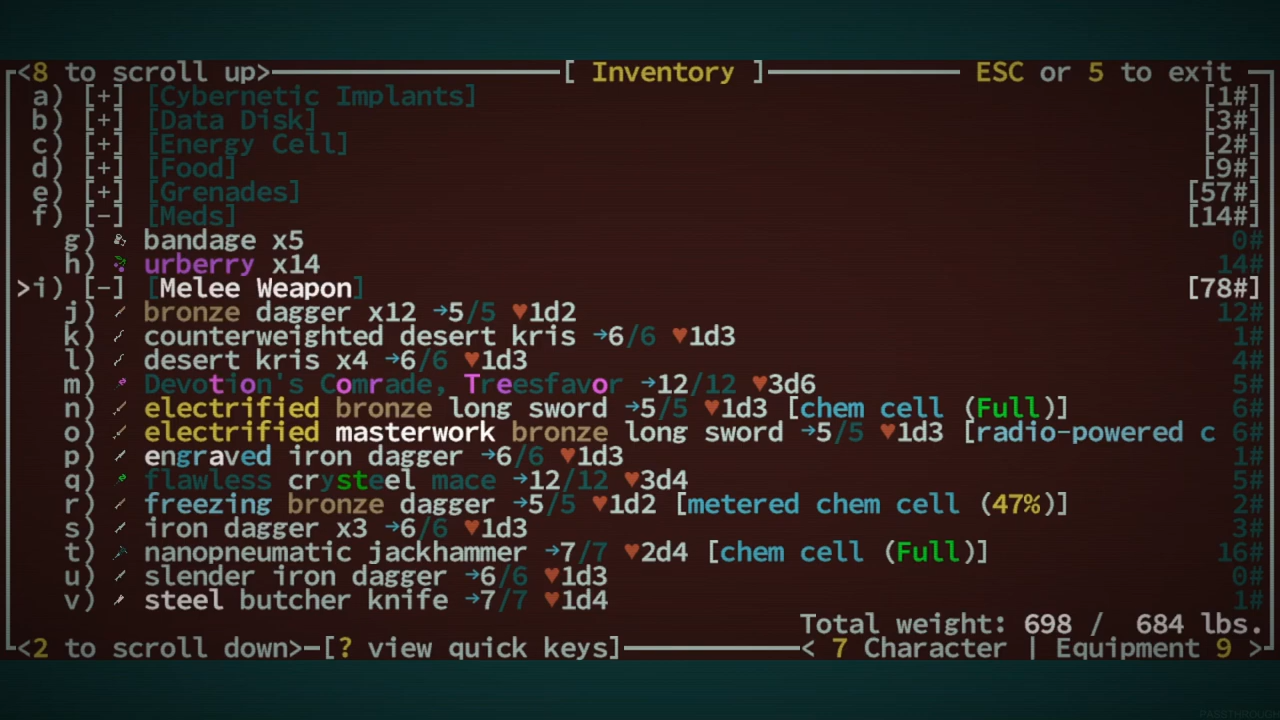 <8 to scroll up> [ Inventory ] ESC or 5 to exit
a) [+] [Cybernetic Implants] [1#]
b) [+] [Data Disk] [3#]
c) [+] [Energy Cell] [2#]
d) [+] [Food] [9#]
e) [+] [Grenades] [57#]
f) [-] [Meds] [14#]
g) bandage x5 0#
h) urberry x14 14#
>i) [-] [Melee Weapon] [78#]
j) bronze dagger x12 →5/5 ♥1d2 12#
k) counterweighted desert kris →6/6 ♥1d3 1#
l) desert kris x4 →6/6 ♥1d3 4#
m) Devotion's Comrade, Treesfavor →12/12 ♥3d6 5#
n) electrified bronze long sword →5/5 ♥1d3 [chem cell (Full)] 6#
o) electrified masterwork bronze long sword →5/5 ♥1d3 [radio-powered c 6#
p) engraved iron dagger →6/6 ♥1d3 1#
q) flawless crysteel mace →12/12 ♥3d4 5#
r) freezing bronze dagger →5/5 ♥1d2 [metered chem cell (47%)] 2#
s) iron dagger x3 →6/6 ♥1d3 3#
t) nanopneumatic jackhammer →7/7 ♥2d4 [chem cell (Full)] 16#
u) slender iron dagger →6/6 ♥1d3 0#
v) steel butcher knife →7/7 ♥1d4 1#
Total weight: 698 / 684 lbs.
<2 to scroll down> [? view quick keys] < 7 Character | Equipment 9 >